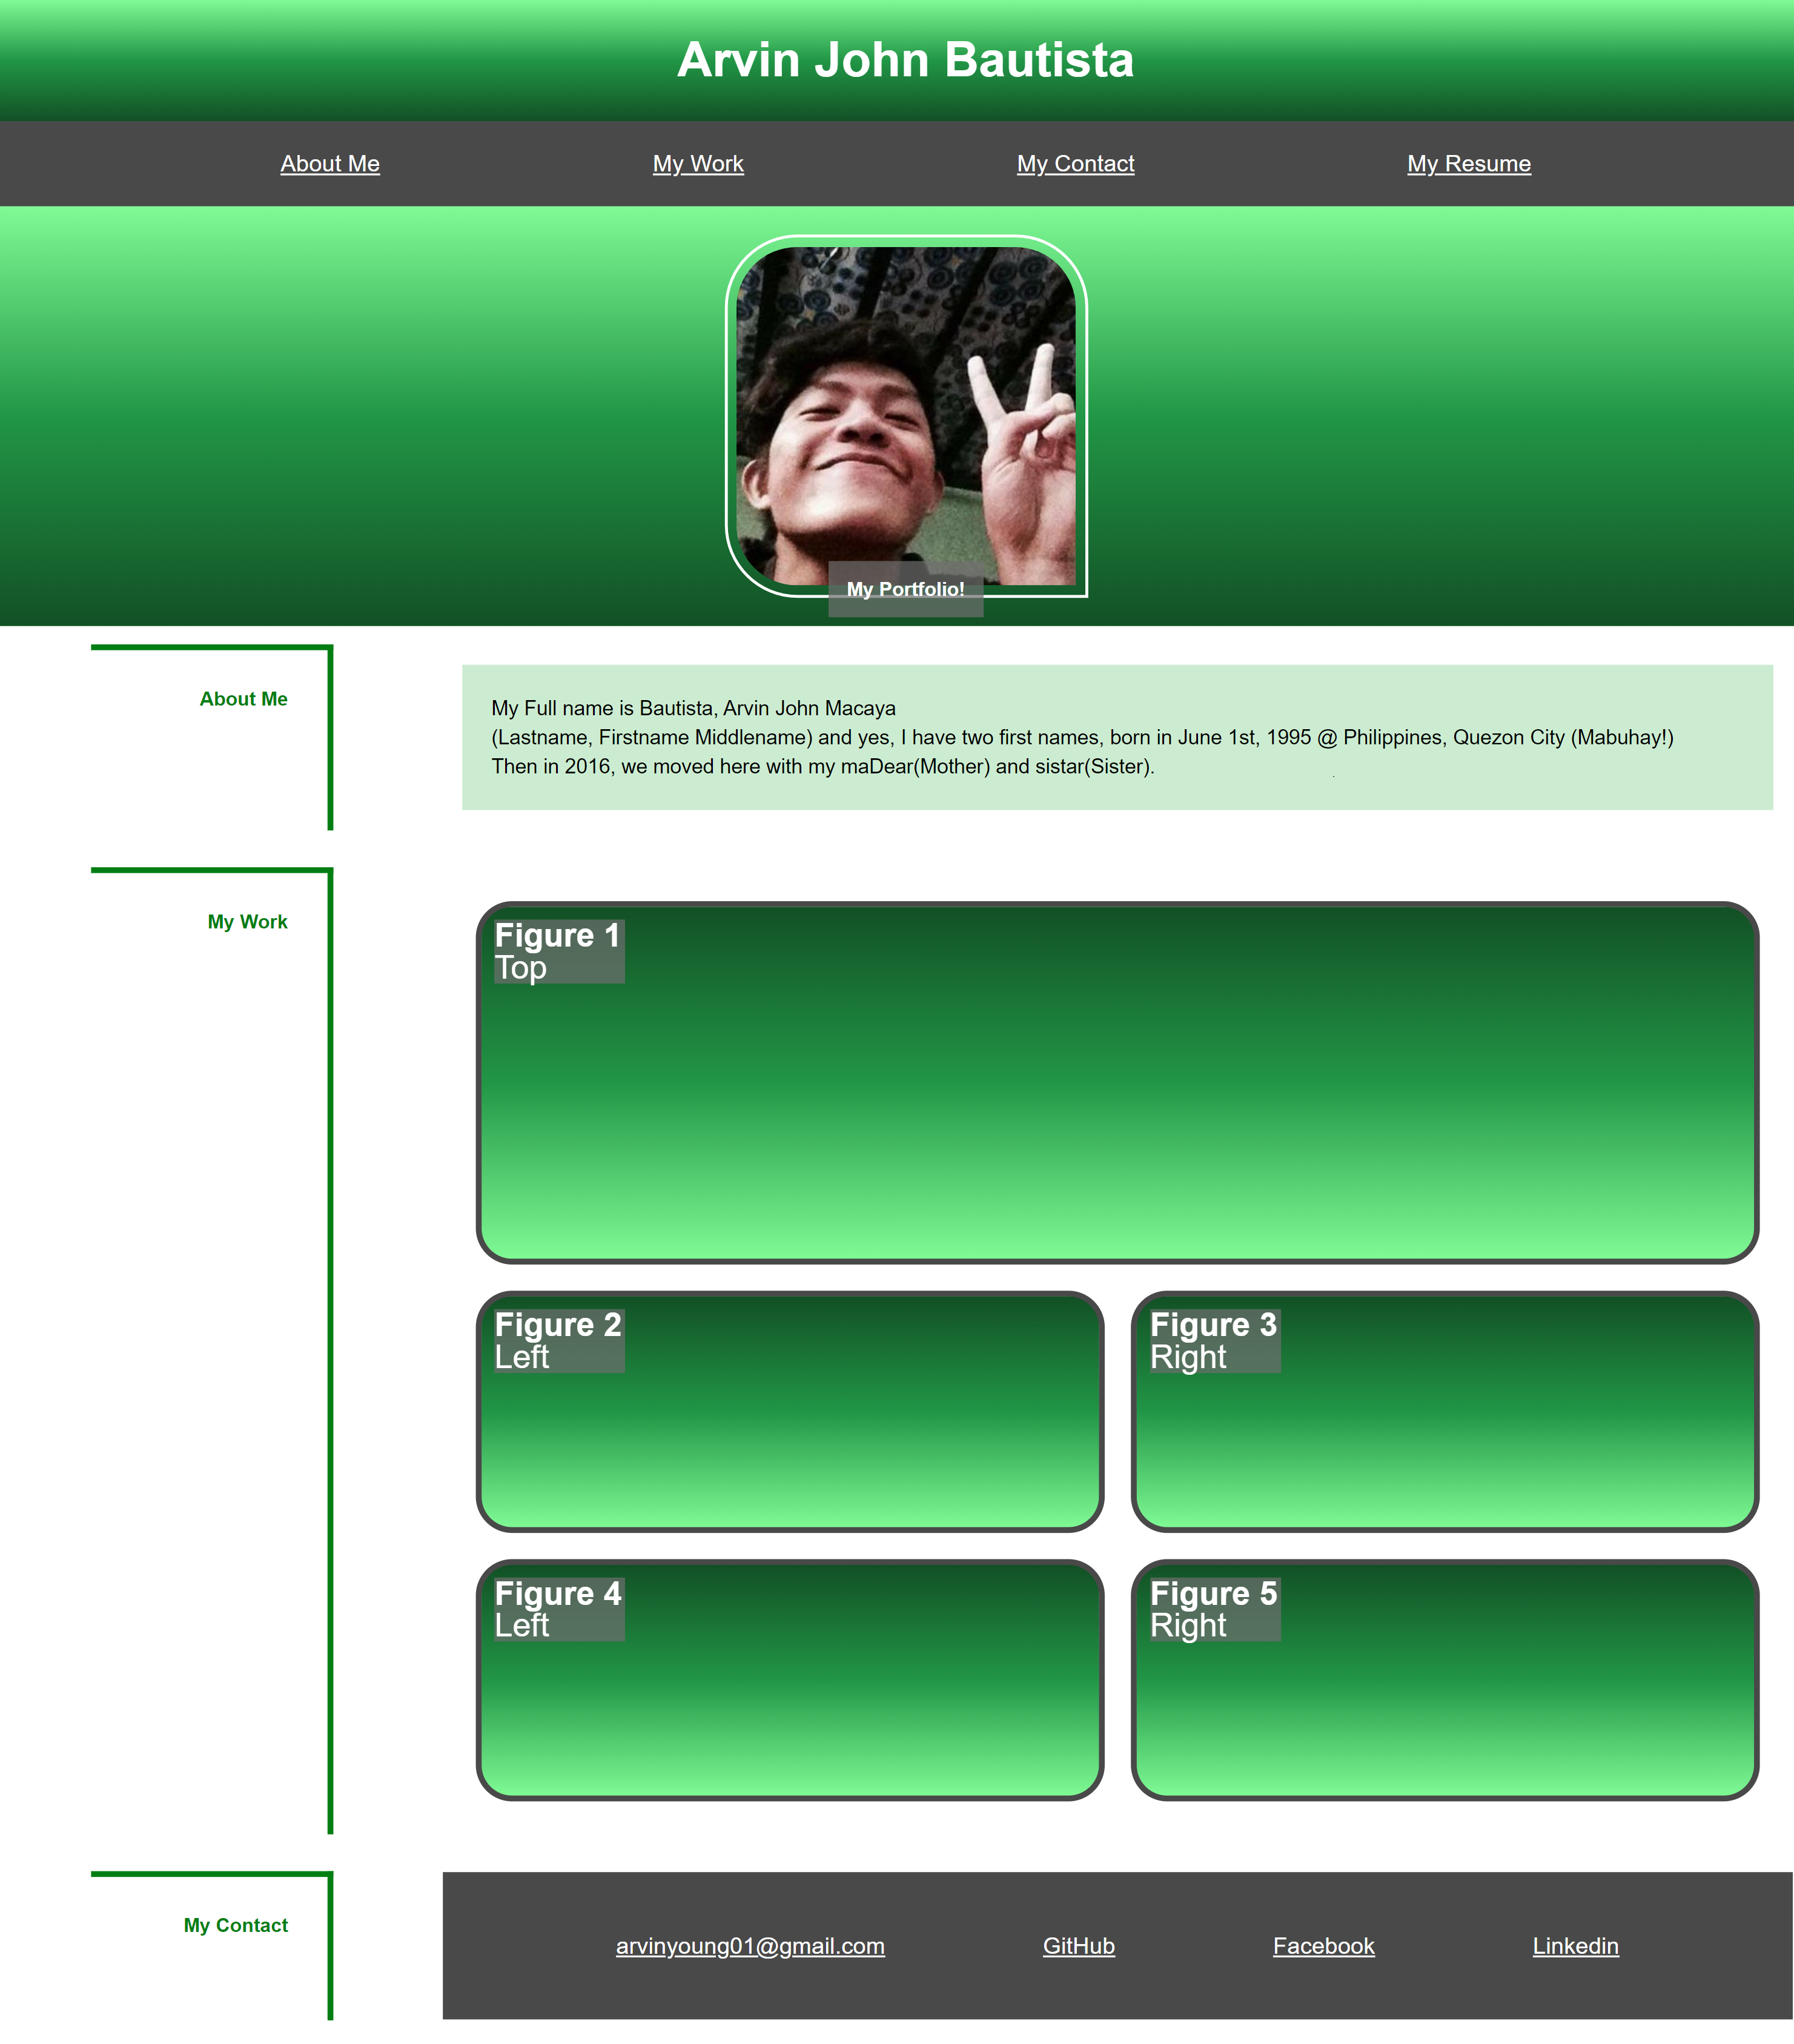 Arvin John Bautista
About Me
My Work
My Contact
My Resume
My Portfolio!
About Me
My Full name is Bautista, Arvin John Macaya
(Lastname, Firstname Middlename) and yes, I have two first names, born in June 1st, 1995 @ Philippines, Quezon City (Mabuhay!)
Then in 2016, we moved here with my maDear(Mother) and sistar(Sister).
My Work
Figure 1
Top
Figure 2
Left
Figure 3
Right
Figure 4
Left
Figure 5
Right
My Contact
arvinyoung01@gmail.com
GitHub
Facebook
Linkedin